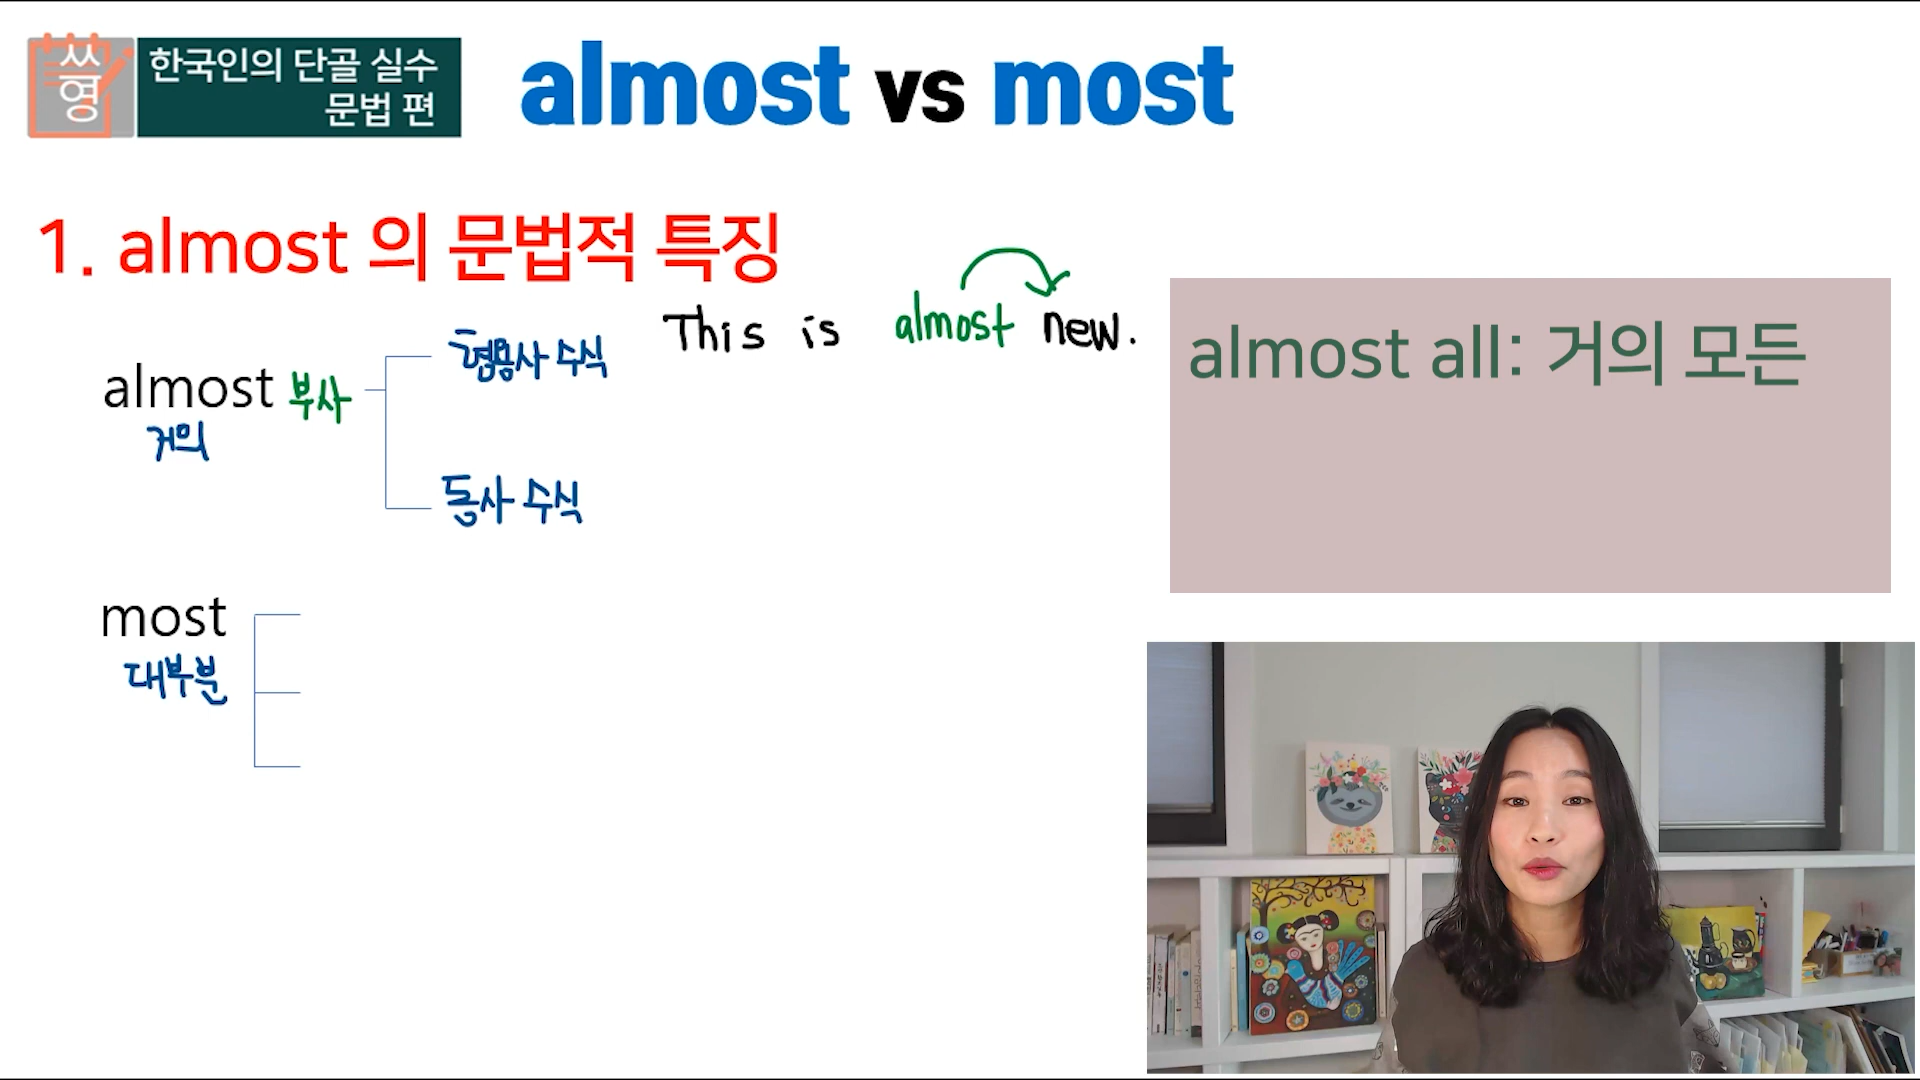 쓰영
한국인의 단골 실수
문법 편
almost vs most
1. almost 의 문법적 특징
This is almost new.
형용사 수식
almost 부사
거의
동사 수식
almost all: 거의 모든
most
대부분